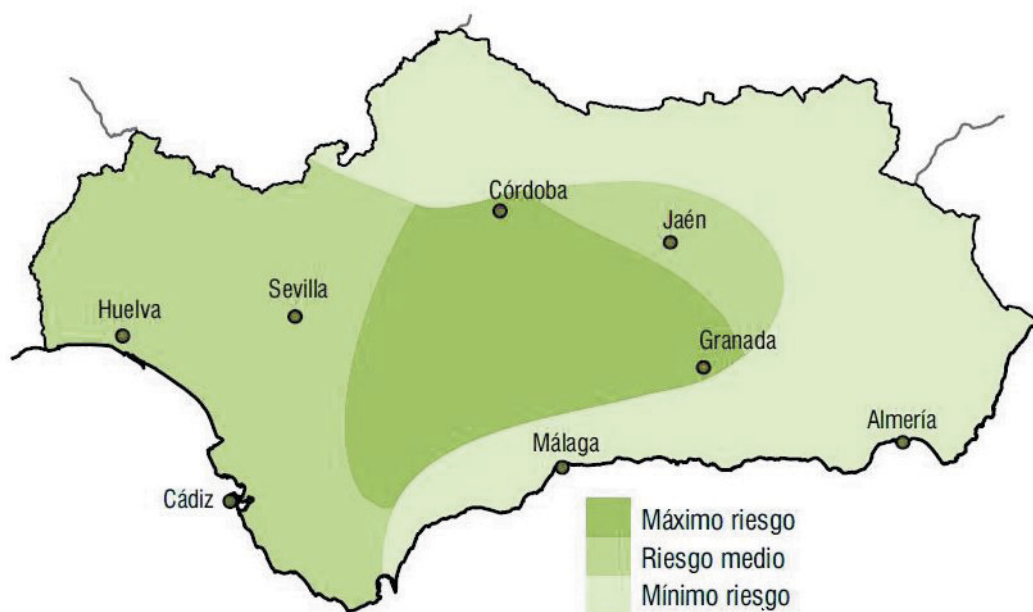 Córdoba
Jaén
Sevilla
Huelva
Granada
Almería
Málaga
Cádiz
Máximo riesgo
Riesgo medio
Mínimo riesgo